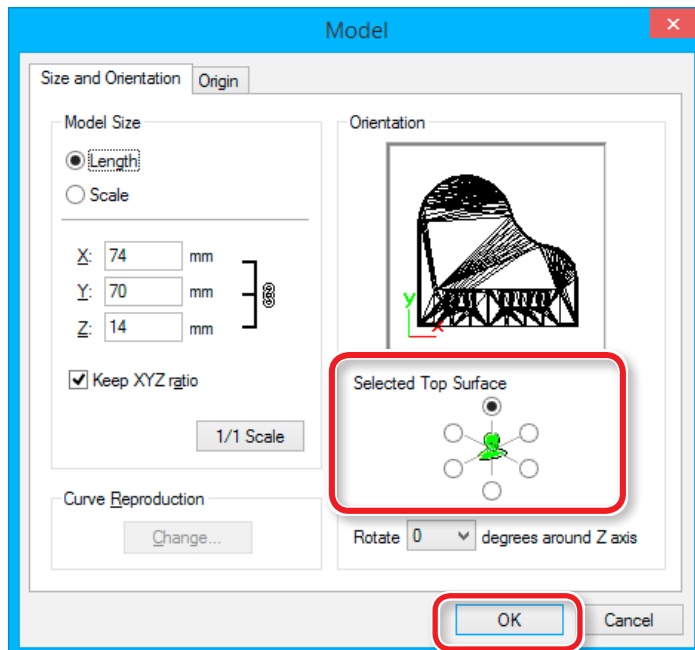 Model
Size and Orientation
Origin
Model Size
Length
Scale
X: 74 mm
Y: 70 mm
Z: 14 mm
Keep XYZ ratio
1/1 Scale
Curve Reproduction
Change...
Orientation
y
x
Selected Top Surface
Rotate 0 degrees around Z axis
OK
Cancel